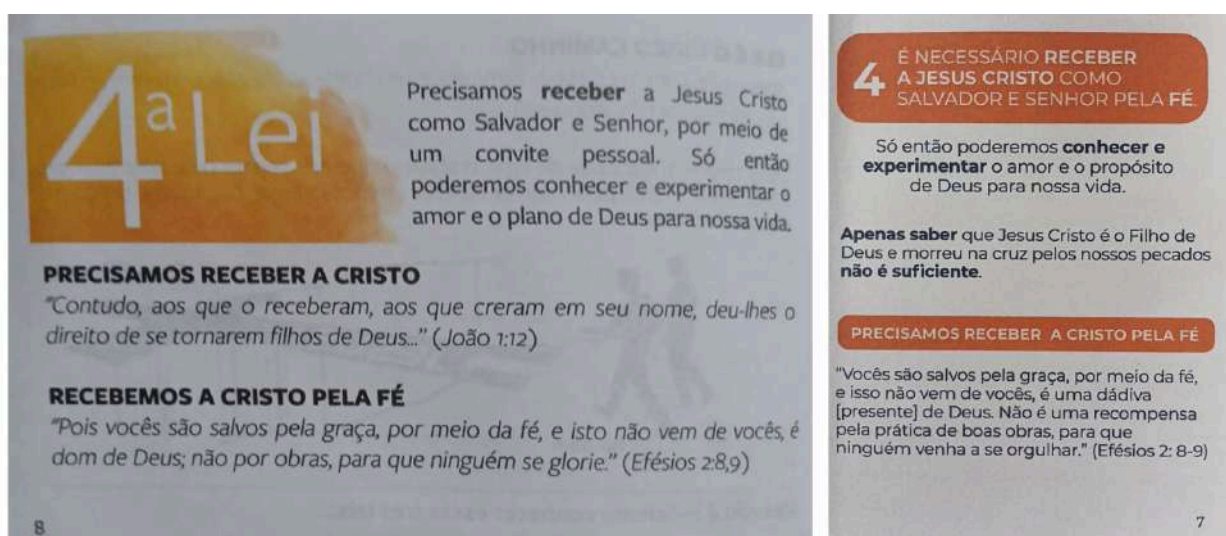 4ª Lei
Precisamos receber a Jesus Cristo
como Salvador e Senhor, por meio de
um convite pessoal. Só então
poderemos conhecer e experimentar o
amor e o plano de Deus para nossa vida.
PRECISAMOS RECEBER A CRISTO
"Contudo, aos que o receberam, aos que creram em seu nome, deu-lhes o
direito de se tornarem filhos de Deus..." (João 1:12)
RECEBEMOS A CRISTO PELA FÉ
"Pois vocês são salvos pela graça, por meio da fé, e isto não vem de vocês, é
dom de Deus; não por obras, para que ninguém se glorie." (Efésios 2:8,9)
8
4 É NECESSÁRIO RECEBER
A JESUS CRISTO COMO
SALVADOR E SENHOR PELA FÉ.
Só então poderemos conhecer e
experimentar o amor e o propósito
de Deus para nossa vida.
Apenas saber que Jesus Cristo é o Filho de
Deus e morreu na cruz pelos nossos pecados
não é suficiente.
PRECISAMOS RECEBER A CRISTO PELA FÉ
"Vocês são salvos pela graça, por meio da fé,
e isso não vem de vocês, é uma dádiva
[presente] de Deus. Não é uma recompensa
pela prática de boas obras, para que
ninguém venha a se orgulhar." (Efésios 2: 8-9)
7